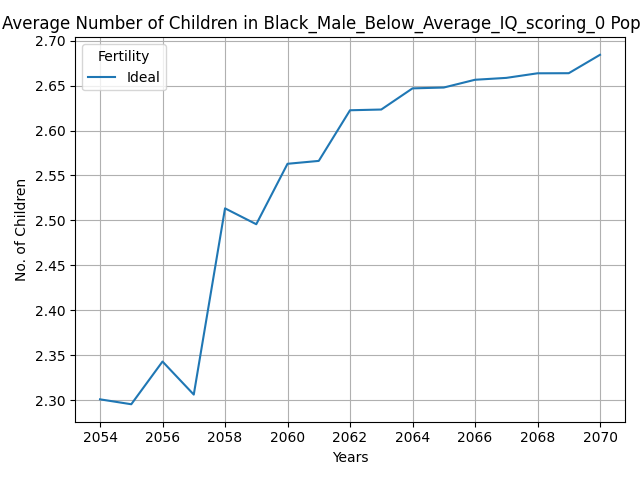 Average Number of Children in Black_Male_Below_Average_IQ_scoring_0 Pop
2.70
2.65
2.60
2.55
2.50
2.45
2.40
2.35
2.30
No. of Children
Fertility
Ideal
2054 2056 2058 2060 2062 2064 2066 2068 2070
Years